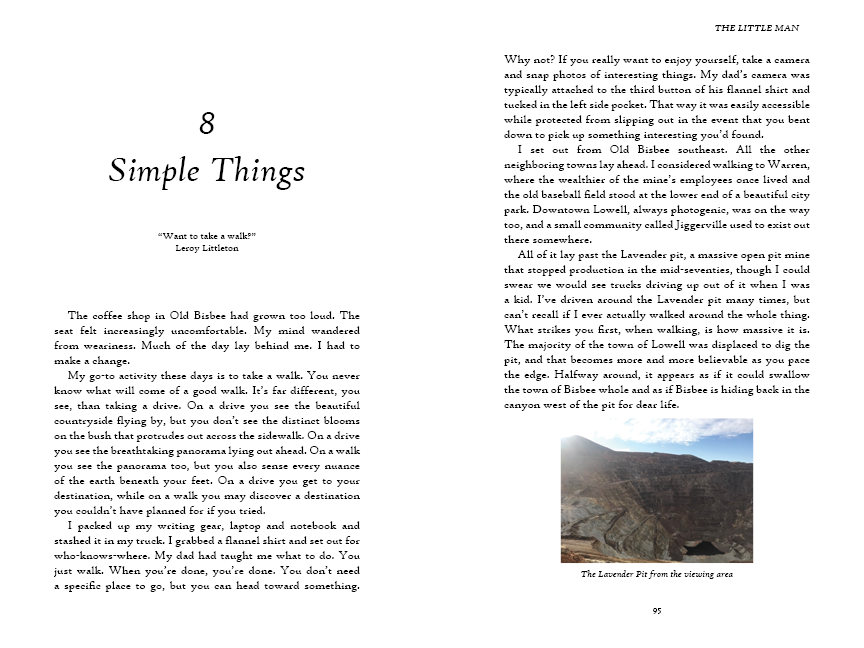 8
Simple Things
“Want to take a walk?”
Leroy Littleton
The coffee shop in Old Bisbee had grown too loud. The
seat felt increasingly uncomfortable. My mind wandered
from weariness. Much of the day lay behind me. I had to
make a change.
My go-to activity these days is to take a walk. You never
know what will come of a good walk. It’s far different, you
see, than taking a drive. On a drive you see the beautiful
countryside flying by, but you don’t see the distinct blooms
on the bush that protrudes out across the sidewalk. On a drive
you see the breathtaking panorama lying out ahead. On a walk
you see the panorama too, but you also sense every nuance
of the earth beneath your feet. On a drive you get to your
destination, while on a walk you may discover a destination
you couldn’t have planned for if you tried.
I packed up my writing gear, laptop and notebook and
stashed it in my truck. I grabbed a flannel shirt and set out for
who-knows-where. My dad had taught me what to do. You
just walk. When you’re done, you’re done. You don’t need
a specific place to go, but you can head toward something.
THE LITTLE MAN
Why not? If you really want to enjoy yourself, take a camera
and snap photos of interesting things. My dad’s camera was
typically attached to the third button of his flannel shirt and
tucked in the left side pocket. That way it was easily accessible
while protected from slipping out in the event that you bent
down to pick up something interesting you’d found.
I set out from Old Bisbee southeast. All the other
neighboring towns lay ahead. I considered walking to Warren,
where the wealthier of the mine’s employees once lived and
the old baseball field stood at the lower end of a beautiful city
park. Downtown Lowell, always photogenic, was on the way
too, and a small community called Jiggerville used to exist out
there somewhere.
All of it lay past the Lavender pit, a massive open pit mine
that stopped production in the mid-seventies, though I could
swear we would see trucks driving up out of it when I was
a kid. I’ve driven around the Lavender pit many times, but
can’t recall if I ever actually walked around the whole thing.
What strikes you first, when walking, is how massive it is.
The majority of the town of Lowell was displaced to dig the
pit, and that becomes more and more believable as you pace
the edge. Halfway around, it appears as if it could swallow
the town of Bisbee whole and as if Bisbee is hiding back in the
canyon west of the pit for dear life.
The Lavender Pit from the viewing area
95